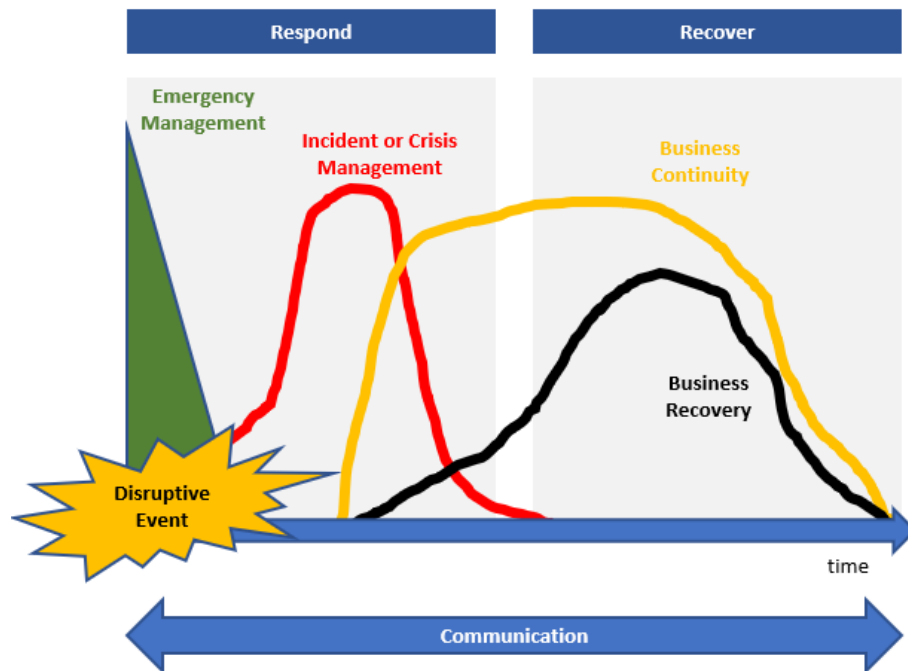 Respond
Recover
Emergency
Management
Incident or Crisis
Management
Business
Continuity
Business
Recovery
Disruptive
Event
time
Communication